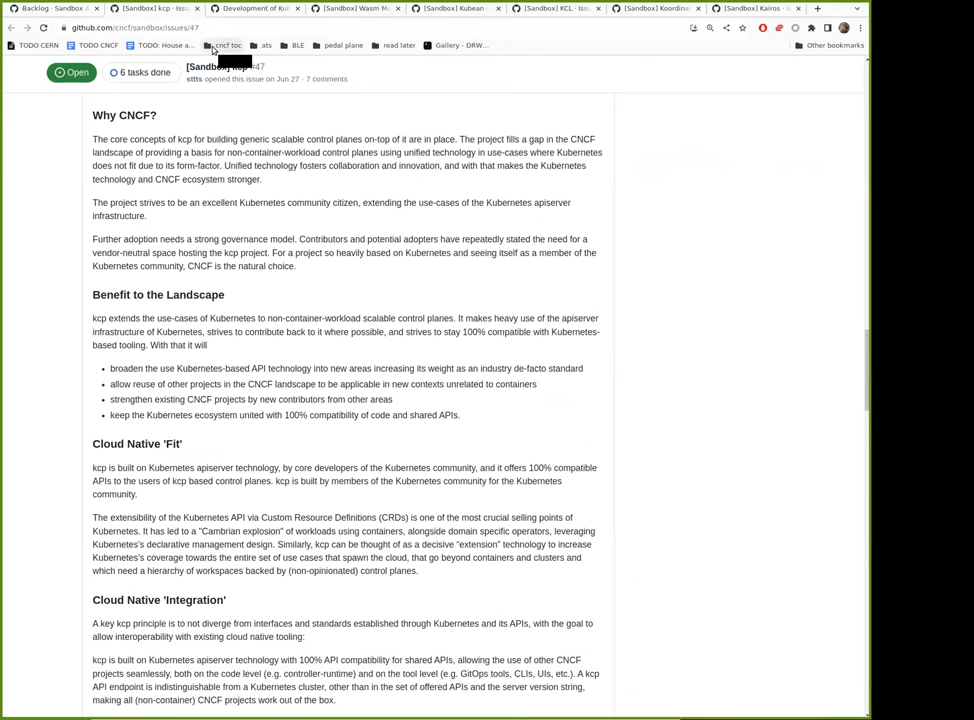 Backlog · Sandbox A
[Sandbox] kcp · Issu
Development of Kub
[Sandbox] Wasm M
[Sandbox] Kubean ·
[Sandbox] KCL · Issu
[Sandbox] Koordina
[Sandbox] Kairos · I
github.com/cncf/sandbox/issues/47
TODO CERN
TODO CNCF
TODO: House a...
cncf toc
ats
BLE
pedal plane
read later
Gallery - DRW...
Other bookmarks
Open
6 tasks done
[Sandbox] kcp #47
sttts opened this issue on Jun 27 · 7 comments
Why CNCF?
The core concepts of kcp for building generic scalable control planes on-top of it are in place. The project fills a gap in the CNCF
landscape of providing a basis for non-container-workload control planes using unified technology in use-cases where Kubernetes
does not fit due to its form-factor. Unified technology fosters collaboration and innovation, and with that makes the Kubernetes
technology and CNCF ecosystem stronger.
The project strives to be an excellent Kubernetes community citizen, extending the use-cases of the Kubernetes apiserver
infrastructure.
Further adoption needs a strong governance model. Contributors and potential adopters have repeatedly stated the need for a
vendor-neutral space hosting the kcp project. For a project so heavily based on Kubernetes and seeing itself as a member of the
Kubernetes community, CNCF is the natural choice.
Benefit to the Landscape
kcp extends the use-cases of Kubernetes to non-container-workload scalable control planes. It makes heavy use of the apiserver
infrastructure of Kubernetes, strives to contribute back to it where possible, and strives to stay 100% compatible with Kubernetes-
based tooling. With that it will
• broaden the use Kubernetes-based API technology into new areas increasing its weight as an industry de-facto standard
• allow reuse of other projects in the CNCF landscape to be applicable in new contexts unrelated to containers
• strengthen existing CNCF projects by new contributors from other areas
• keep the Kubernetes ecosystem united with 100% compatibility of code and shared APIs.
Cloud Native 'Fit'
kcp is built on Kubernetes apiserver technology, by core developers of the Kubernetes community, and it offers 100% compatible
APIs to the users of kcp based control planes. kcp is built by members of the Kubernetes community for the Kubernetes
community.
The extensibility of the Kubernetes API via Custom Resource Definitions (CRDs) is one of the most crucial selling points of
Kubernetes. It has led to a "Cambrian explosion" of workloads using containers, alongside domain specific operators, leveraging
Kubernetes's declarative management design. Similarly, kcp can be thought of as a decisive "extension" technology to increase
Kubernetes's coverage towards the entire set of use cases that spawn the cloud, that go beyond containers and clusters and
which need a hierarchy of workspaces backed by (non-opinionated) control planes.
Cloud Native 'Integration'
A key kcp principle is to not diverge from interfaces and standards established through Kubernetes and its APIs, with the goal to
allow interoperability with existing cloud native tooling:
kcp is built on Kubernetes apiserver technology with 100% API compatibility for shared APIs, allowing the use of other CNCF
projects seamlessly, both on the code level (e.g. controller-runtime) and on the tool level (e.g. GitOps tools, CLIs, UIs, etc.). A kcp
API endpoint is indistinguishable from a Kubernetes cluster, other than in the set of offered APIs and the server version string,
making all (non-container) CNCF projects work out of the box.